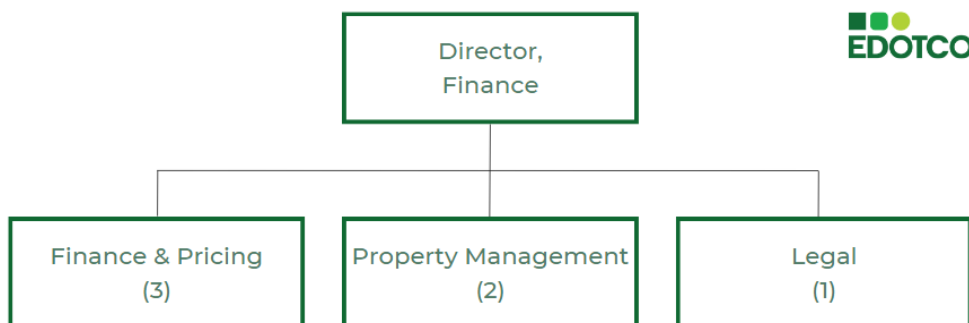 Director,
Finance
EDOTCO
Finance & Pricing
(3)
Property Management
(2)
Legal
(1)